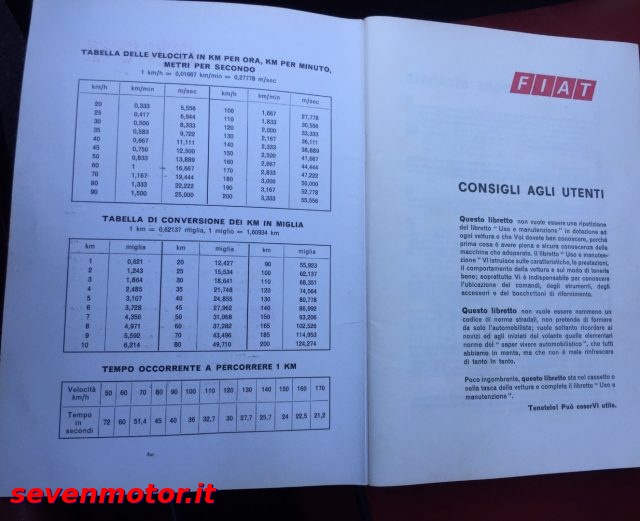 TABELLA DELLE VELOCITÀ IN KM PER ORA, KM PER MINUTO,
METRI PER SECONDO
1 km/h = 0,01667 km/min = 0,27778 m/sec
km/h km/min m/sec km/h km/min m/sec
20 0,333 5,556 100 1,667 27,778
25 0,417 6,944 110 1,833 30,556
30 0,500 8,333 120 2,000 33,333
35 0,583 9,722 130 2,167 36,111
40 0,667 11,111 140 2,333 38,889
45 0,750 12,500 150 2,500 41,667
50 0,833 13,889 160 2,667 44,444
60 1 16,667 170 2,833 47,222
70 1,167 19,444 180 3,000 50,000
80 1,333 22,222 190 3,167 52,778
90 1,500 25,000 200 3,333 55,556
TABELLA DI CONVERSIONE DEI KM IN MIGLIA
1 km = 0,62137 miglia, 1 miglio = 1,60934 km
km miglia km miglia km miglia
1 0,621 20 12,427 90 55,923
2 1,243 25 15,534 100 62,137
3 1,864 30 18,641 110 68,351
4 2,485 35 21,748 120 74,564
5 3,107 40 24,855 130 80,778
6 3,728 45 27,962 140 86,992
7 4,350 50 31,068 150 93,206
8 4,971 60 37,282 165 102,526
9 5,592 70 43,496 185 114,953
10 6,214 80 49,710 200 124,274
TEMPO OCCORRENTE A PERCORRERE 1 KM
Velocità km/h 50 60 70 80 90 100 110 120 130 140 150 160 170
Tempo in secondi 72 60 51,4 45 40 36 32,7 30 27,7 25,7 24 22,5 21,2
FIAT
CONSIGLI AGLI UTENTI
Questo libretto non vuole essere una ripetizione
del libretto " Uso e manutenzione " in dotazione ad
ogni vettura e che Voi dovete ben conoscere, perché
prima cosa è avere piena e sicura conoscenza della
macchina che adoperate. Il libretto " Uso e manuten-
zione " Vi istruisce sulle caratteristiche, le prestazioni,
il comportamento della vettura e sul modo di tenerla
bene; soprattutto Vi è indispensabile per conoscere
l'ubicazione dei comandi, degli strumenti, degli
accessori e dei bocchettoni di rifornimento.
Questo libretto non vuole essere nemmeno un
codice di norme stradali, non pretende di formare
da solo l'automobilista; vuole soltanto ricordare ai
novizi ed agli iniziati del volante quelle elementari
norme del " saper vivere automobilistico ", che tutti
abbiamo in mente, ma che non è male rinfrescare
di tanto in tanto.
Poco ingombrante, questo libretto sta nel cassetto o
nella tasca della vettura e completa il libretto " Uso e
manutenzione ".
Tenetelo! Può esserVi utile.
sevenmotor.it